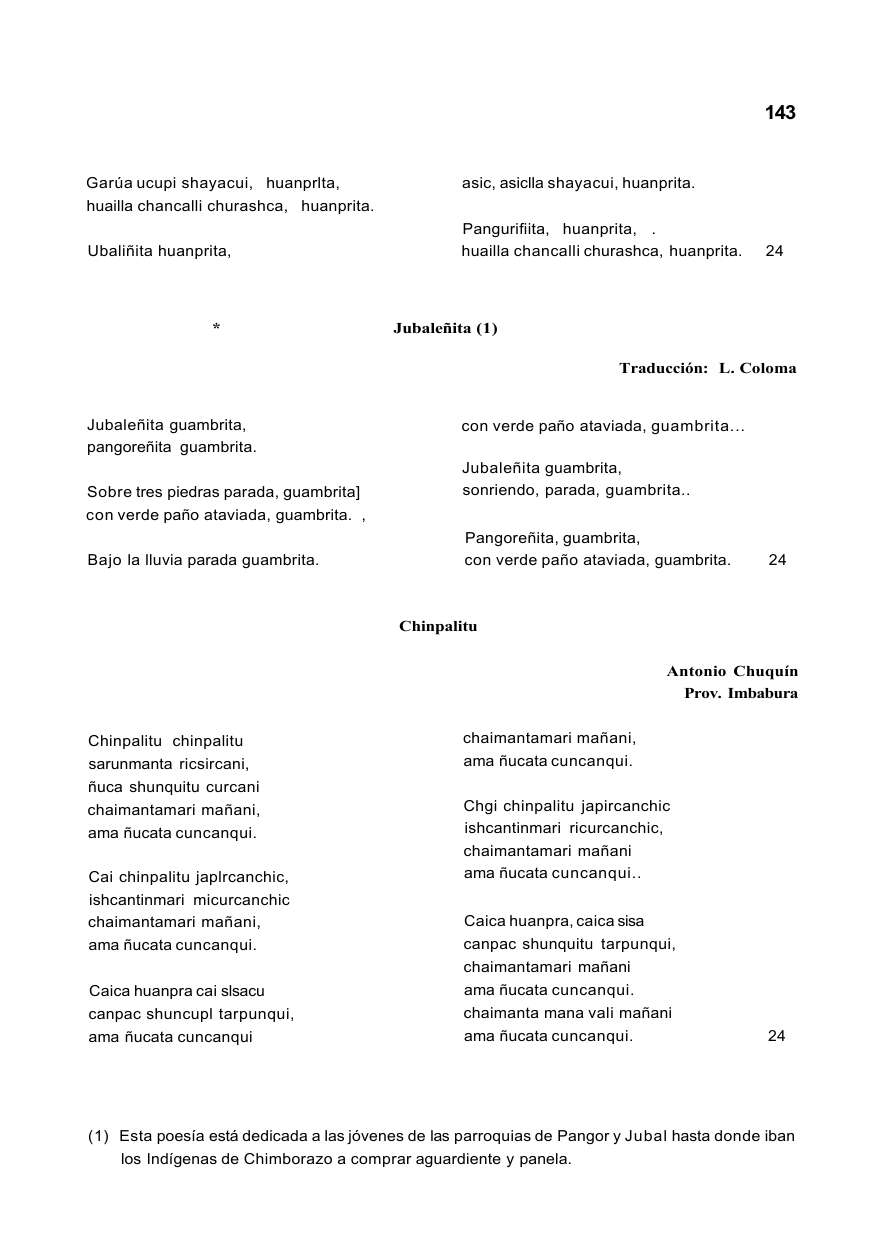 143
Garúa ucupi shayacui, huanprlta,
huailla chancalli churashca, huanprita.
Ubaliñita huanprita,
asic, asiclla shayacui, huanprita.
Pangurifiita, huanprita, .
huailla chancalli churashca, huanprita. 24
* Jubaleñita (1)
Traducción: L. Coloma
Jubaleñita guambrita,
pangoreñita guambrita.
Sobre tres piedras parada, guambrita]
con verde paño ataviada, guambrita. ,
Bajo la lluvia parada guambrita.
con verde paño ataviada, guambrita...
Jubaleñita guambrita,
sonriendo, parada, guambrita..
Pangoreñita, guambrita,
con verde paño ataviada, guambrita. 24
Chinpalitu
Antonio Chuquín
Prov. Imbabura
Chinpalitu chinpalitu
sarunmanta ricsircani,
ñuca shunquitu curcani
chaimantamari mañani,
ama ñucata cuncanqui.
Cai chinpalitu japlrcanchic,
ishcantinmari micurcanchic
chaimantamari mañani,
ama ñucata cuncanqui.
Caica huanpra cai slsacu
canpac shuncupl tarpunqui,
ama ñucata cuncanqui
chaimantamari mañani,
ama ñucata cuncanqui.
Chgi chinpalitu japircanchic
ishcantinmari ricurcanchic,
chaimantamari mañani
ama ñucata cuncanqui..
Caica huanpra, caica sisa
canpac shunquitu tarpunqui,
chaimantamari mañani
ama ñucata cuncanqui.
chaimanta mana vali mañani
ama ñucata cuncanqui. 24
(1) Esta poesía está dedicada a las jóvenes de las parroquias de Pangor y Jubal hasta donde iban
los Indígenas de Chimborazo a comprar aguardiente y panela.